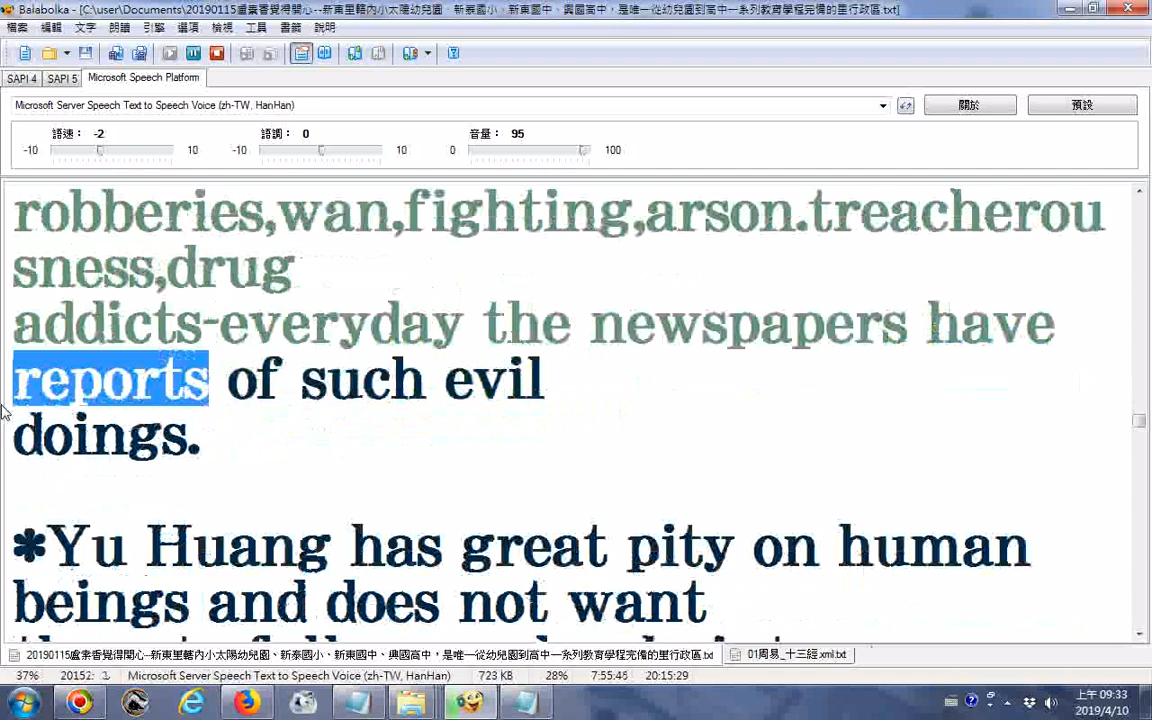 Balabolka - [C:\user\Documents\20190115盧素香覺得開心--新東里轄內小太陽幼兒園、新泰國小、新東國中、興國高中，是唯一從幼兒園到高中一系列教育學程完備的里行政區.txt]
檔案 編輯 文字 朗讀 引擎 選項 檢視 工具 書籤 說明
SAPI 4 SAPI 5 Microsoft Speech Platform
Microsoft Server Speech Text to Speech Voice (zh-TW, HanHan) 關於 預設
語速： -2 語調： 0 音量： 95
-10 10 -10 10 0 100
robberies,wan,fighting,arson.treacherou
sness,drug
addicts-everyday the newspapers have
reports of such evil
doings.
*Yu Huang has great pity on human
beings and does not want
20190115盧素香覺得開心--新東里轄內小太陽幼兒園、新泰國小、新東國中、興國高中，是唯一從幼兒園到高中一系列教育學程完備的里行政區.txt 01周易_十三經.xml.txt
37% 20152: Microsoft Server Speech Text to Speech Voice (zh-TW, HanHan) 723 KB 28% 7:55:46 20:15:29
上午 09:33
2019/4/10